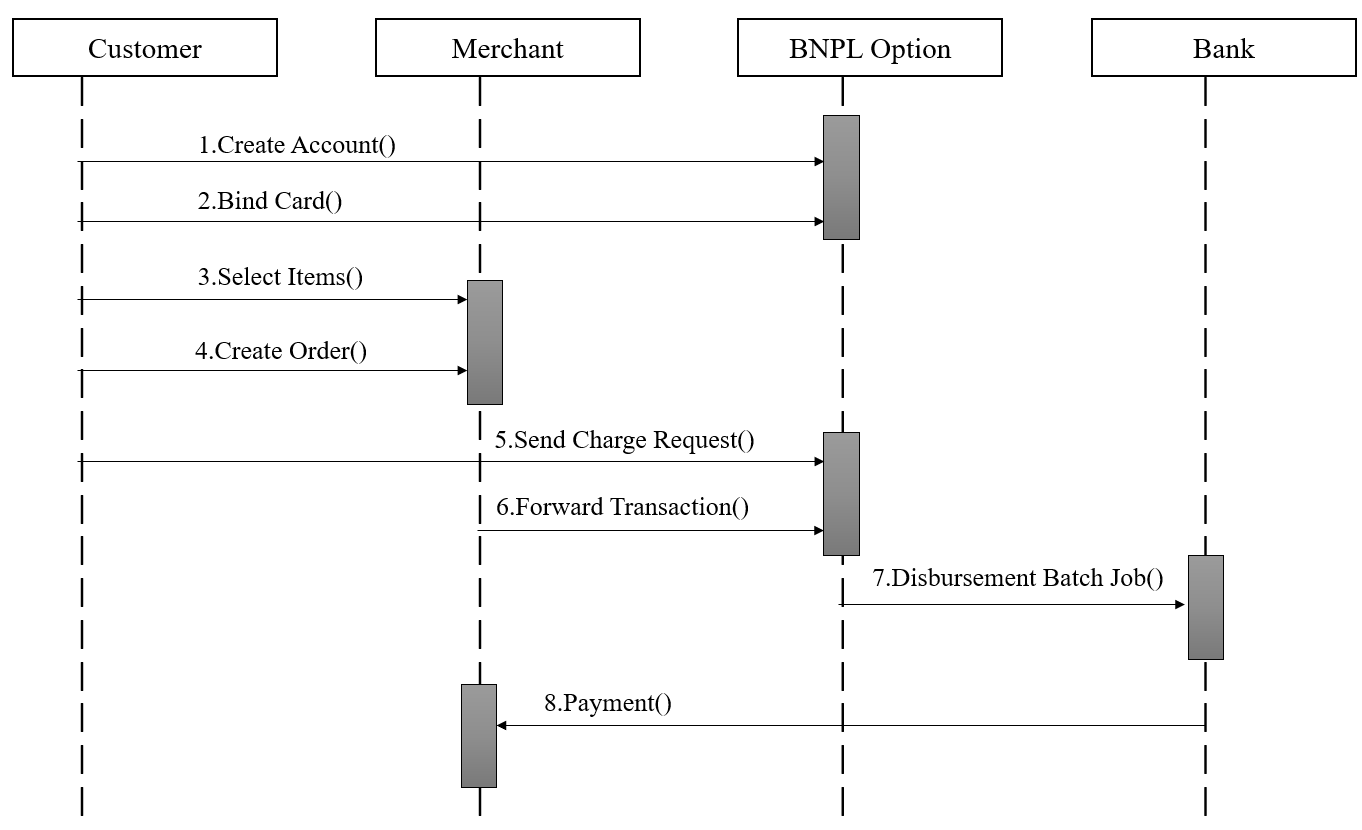 Customer
Merchant
BNPL Option
Bank
1.Create Account()
2.Bind Card()
3.Select Items()
4.Create Order()
5.Send Charge Request()
6.Forward Transaction()
7.Disbursement Batch Job()
8.Payment()